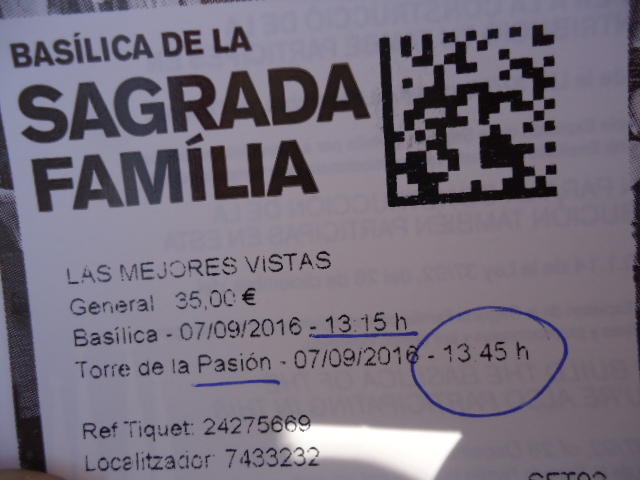 BASÍLICA DE LA
SAGRADA
FAMÍLIA
LAS MEJORES VISTAS
General 35,00 €
Basílica - 07/09/2016 - 13:15 h
Torre de la Pasión - 07/09/2016 - 13:45 h
Ref Tiquet: 24275669
Localitzador: 7433232